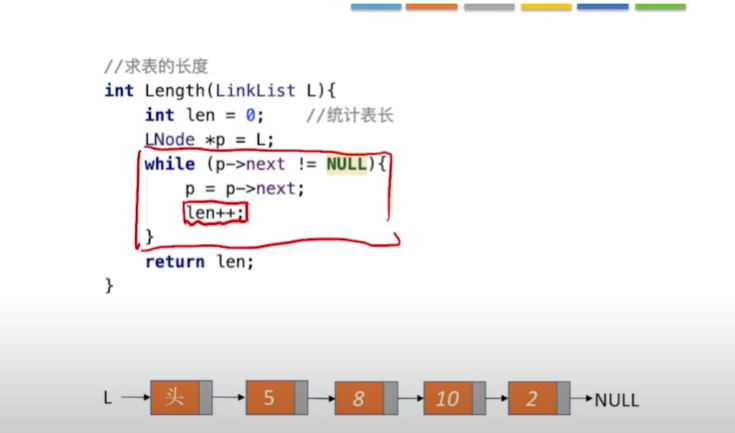 //求表的长度
int Length(LinkList L){
int len = 0; //统计表长
LNode *p = L;
while (p->next != NULL){
p = p->next;
len++;
}
return len;
}
L 头 5 8 10 2 NULL